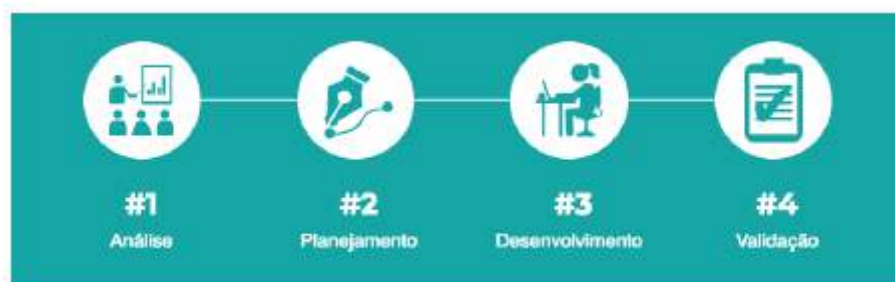 #1
Análise
#2
Planejamento
#3
Desenvolvimento
#4
Validação